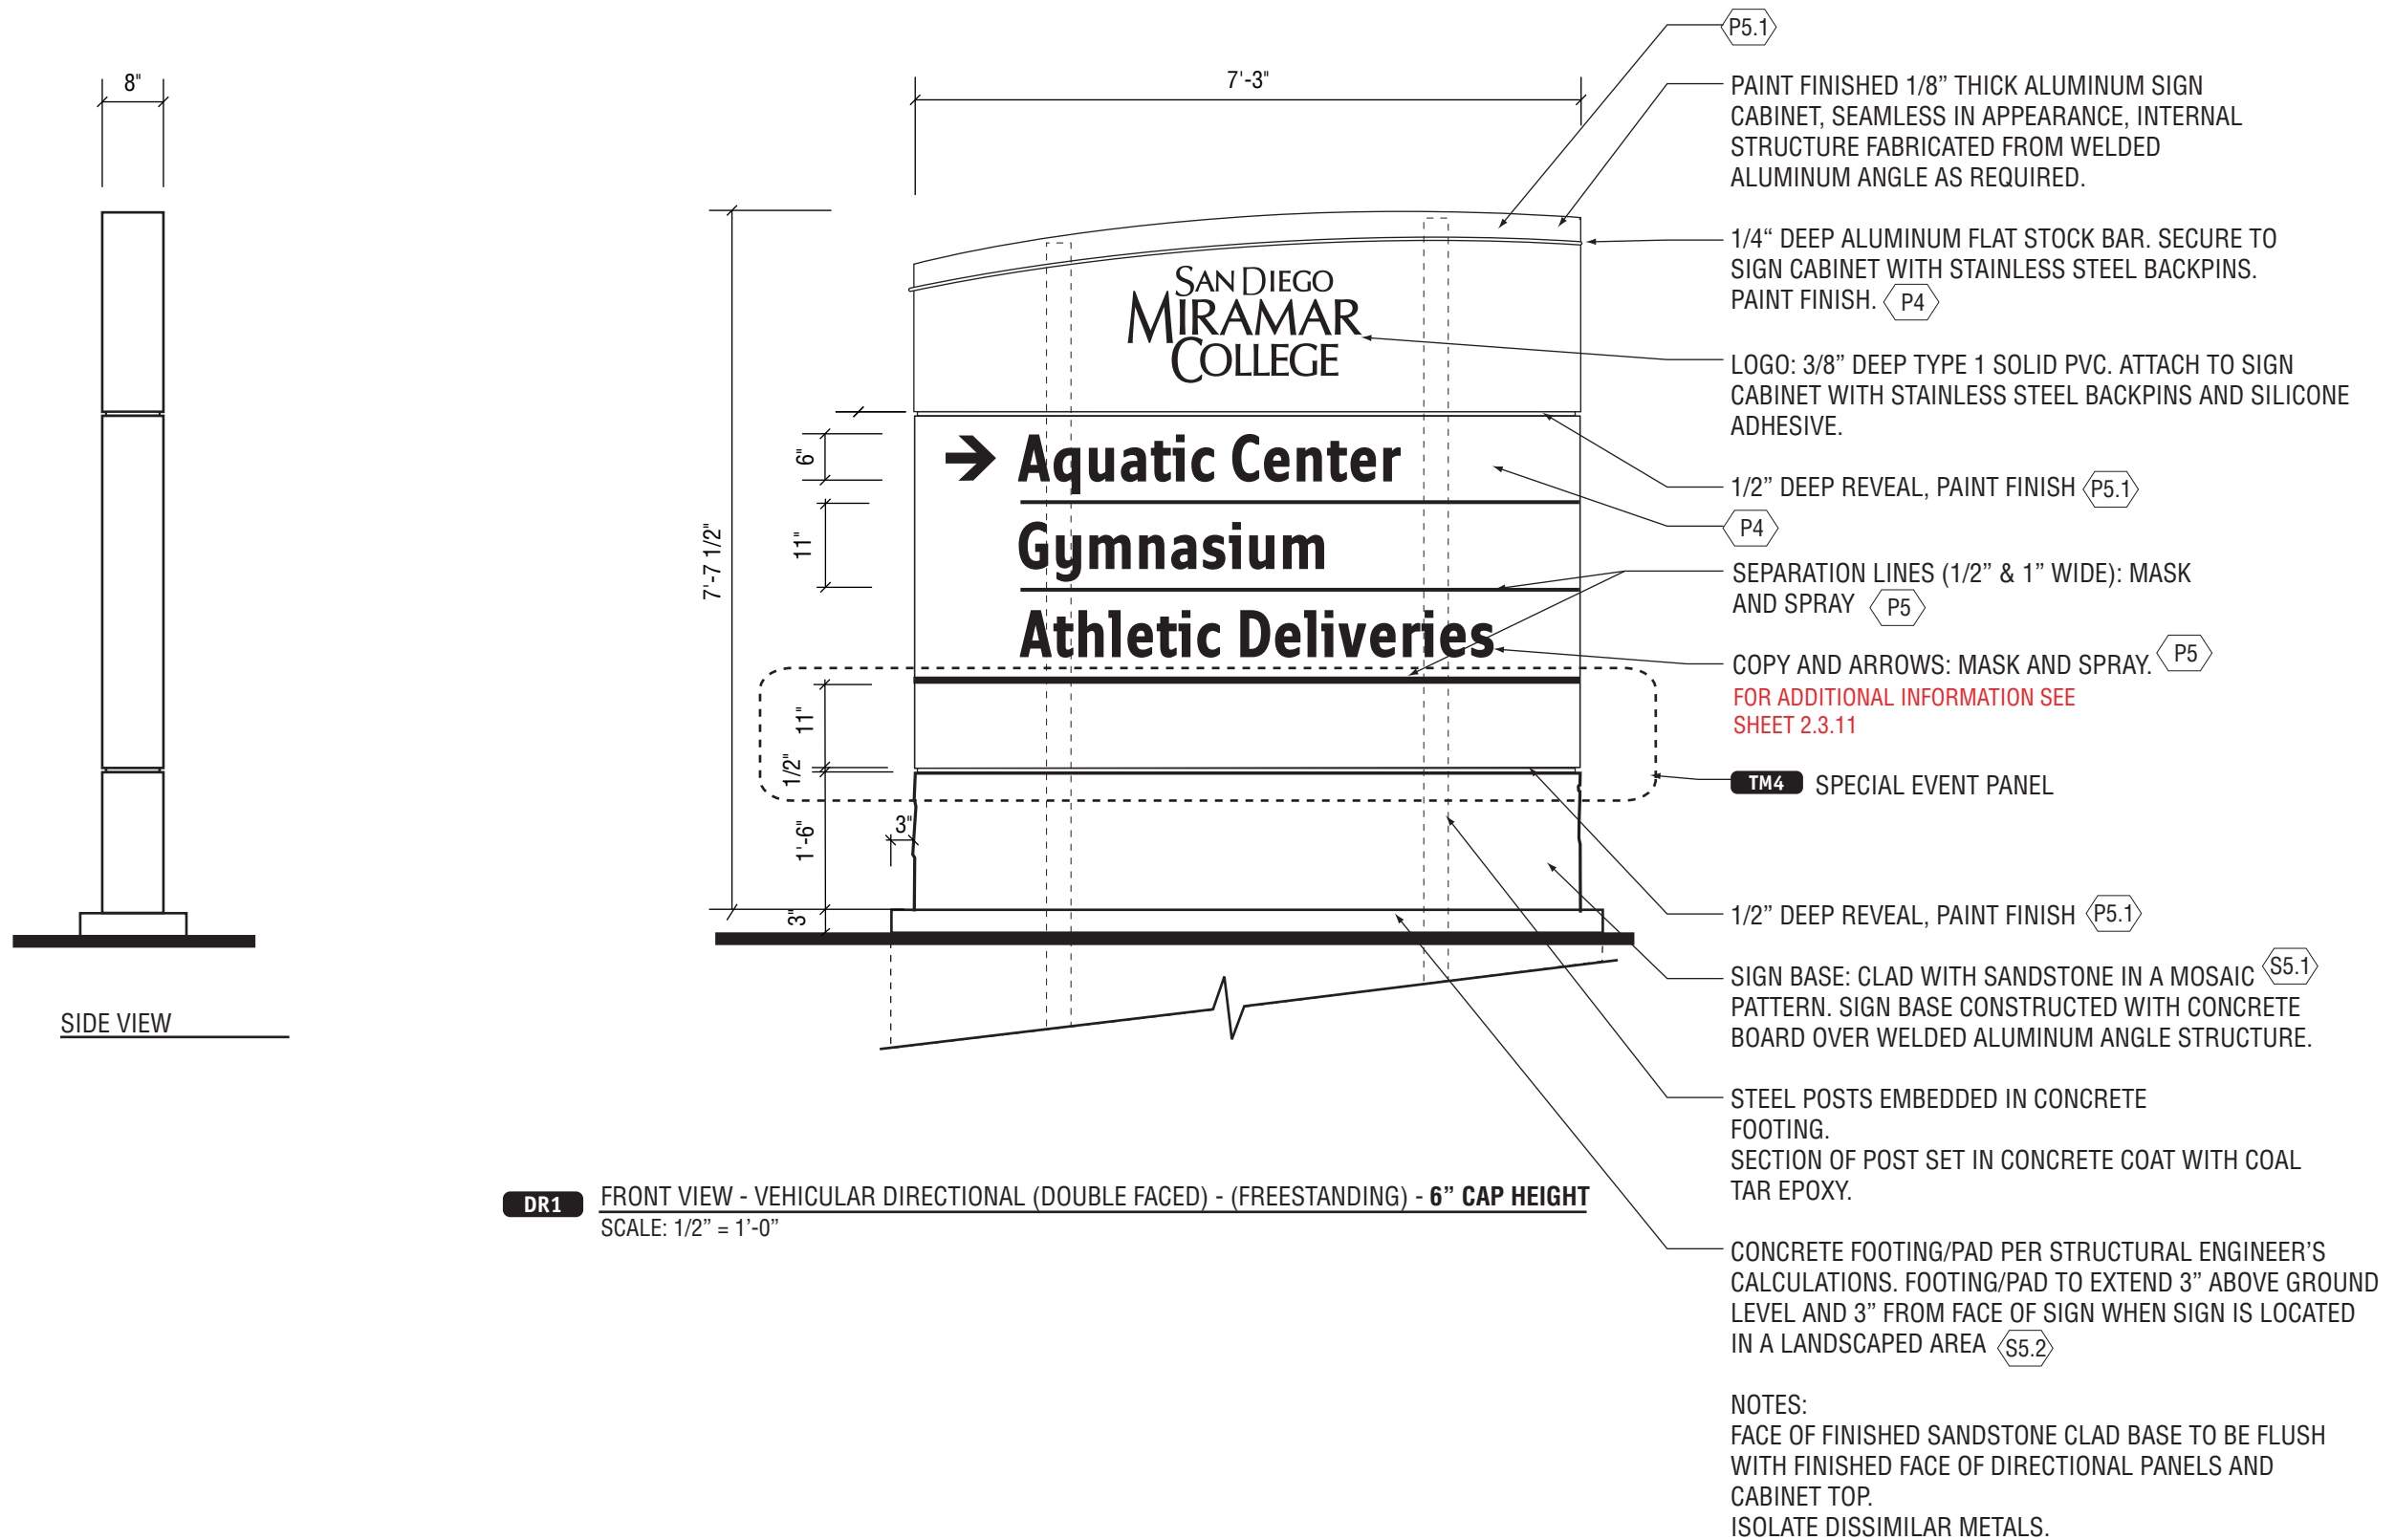 8"
SIDE VIEW
7'-3"
7'-7 1/2"
6"
11"
11"
1/2"
1'-6"
3"
3"
SAN DIEGO
MIRAMAR
COLLEGE
Aquatic Center
Gymnasium
Athletic Deliveries
DR1 FRONT VIEW - VEHICULAR DIRECTIONAL (DOUBLE FACED) - (FREESTANDING) - 6” CAP HEIGHT
SCALE: 1/2” = 1’-0”
P5.1
PAINT FINISHED 1/8” THICK ALUMINUM SIGN
CABINET, SEAMLESS IN APPEARANCE, INTERNAL
STRUCTURE FABRICATED FROM WELDED
ALUMINUM ANGLE AS REQUIRED.
1/4“ DEEP ALUMINUM FLAT STOCK BAR. SECURE TO
SIGN CABINET WITH STAINLESS STEEL BACKPINS.
PAINT FINISH. P4
LOGO: 3/8” DEEP TYPE 1 SOLID PVC. ATTACH TO SIGN
CABINET WITH STAINLESS STEEL BACKPINS AND SILICONE
ADHESIVE.
1/2” DEEP REVEAL, PAINT FINISH P5.1
P4
SEPARATION LINES (1/2” & 1” WIDE): MASK
AND SPRAY P5
COPY AND ARROWS: MASK AND SPRAY. P5
FOR ADDITIONAL INFORMATION SEE
SHEET 2.3.11
TM4 SPECIAL EVENT PANEL
1/2” DEEP REVEAL, PAINT FINISH P5.1
SIGN BASE: CLAD WITH SANDSTONE IN A MOSAIC S5.1
PATTERN. SIGN BASE CONSTRUCTED WITH CONCRETE
BOARD OVER WELDED ALUMINUM ANGLE STRUCTURE.
STEEL POSTS EMBEDDED IN CONCRETE
FOOTING.
SECTION OF POST SET IN CONCRETE COAT WITH COAL
TAR EPOXY.
CONCRETE FOOTING/PAD PER STRUCTURAL ENGINEER’S
CALCULATIONS. FOOTING/PAD TO EXTEND 3” ABOVE GROUND
LEVEL AND 3” FROM FACE OF SIGN WHEN SIGN IS LOCATED
IN A LANDSCAPED AREA S5.2
NOTES:
FACE OF FINISHED SANDSTONE CLAD BASE TO BE FLUSH
WITH FINISHED FACE OF DIRECTIONAL PANELS AND
CABINET TOP.
ISOLATE DISSIMILAR METALS.